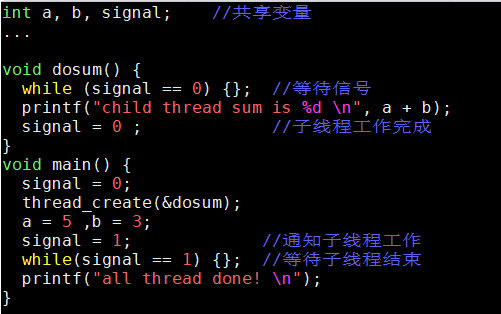 int a, b, signal;    //共享变量
...
void dosum() {
  while (signal == 0) {};  //等待信号
  printf("child thread sum is %d \n", a + b);
  signal = 0 ;             //子线程工作完成
}
void main() {
  signal = 0;
  thread_create(&dosum);
  a = 5 ,b = 3;
  signal = 1;             //通知子线程工作
  while(signal == 1) {};  //等待子线程结束
  printf("all thread done! \n");
}